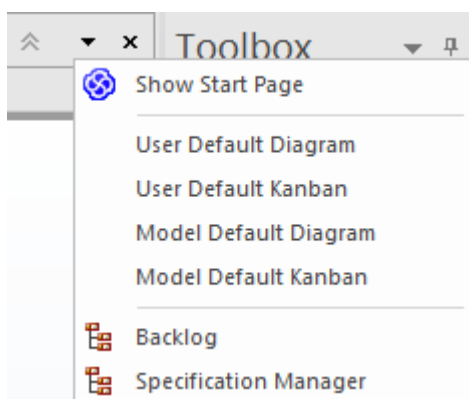 Toolbox
Show Start Page
User Default Diagram
User Default Kanban
Model Default Diagram
Model Default Kanban
Backlog
Specification Manager